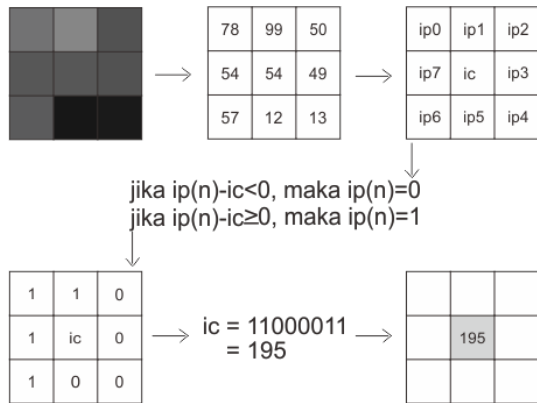 78 99 50
54 54 49
57 12 13
ip0 ip1 ip2
ip7 ic ip3
ip6 ip5 ip4
jika ip(n)-ic<0, maka ip(n)=0
jika ip(n)-ic≥0, maka ip(n)=1
1 1 0
1 ic 0
1 0 0
ic = 11000011
= 195
195